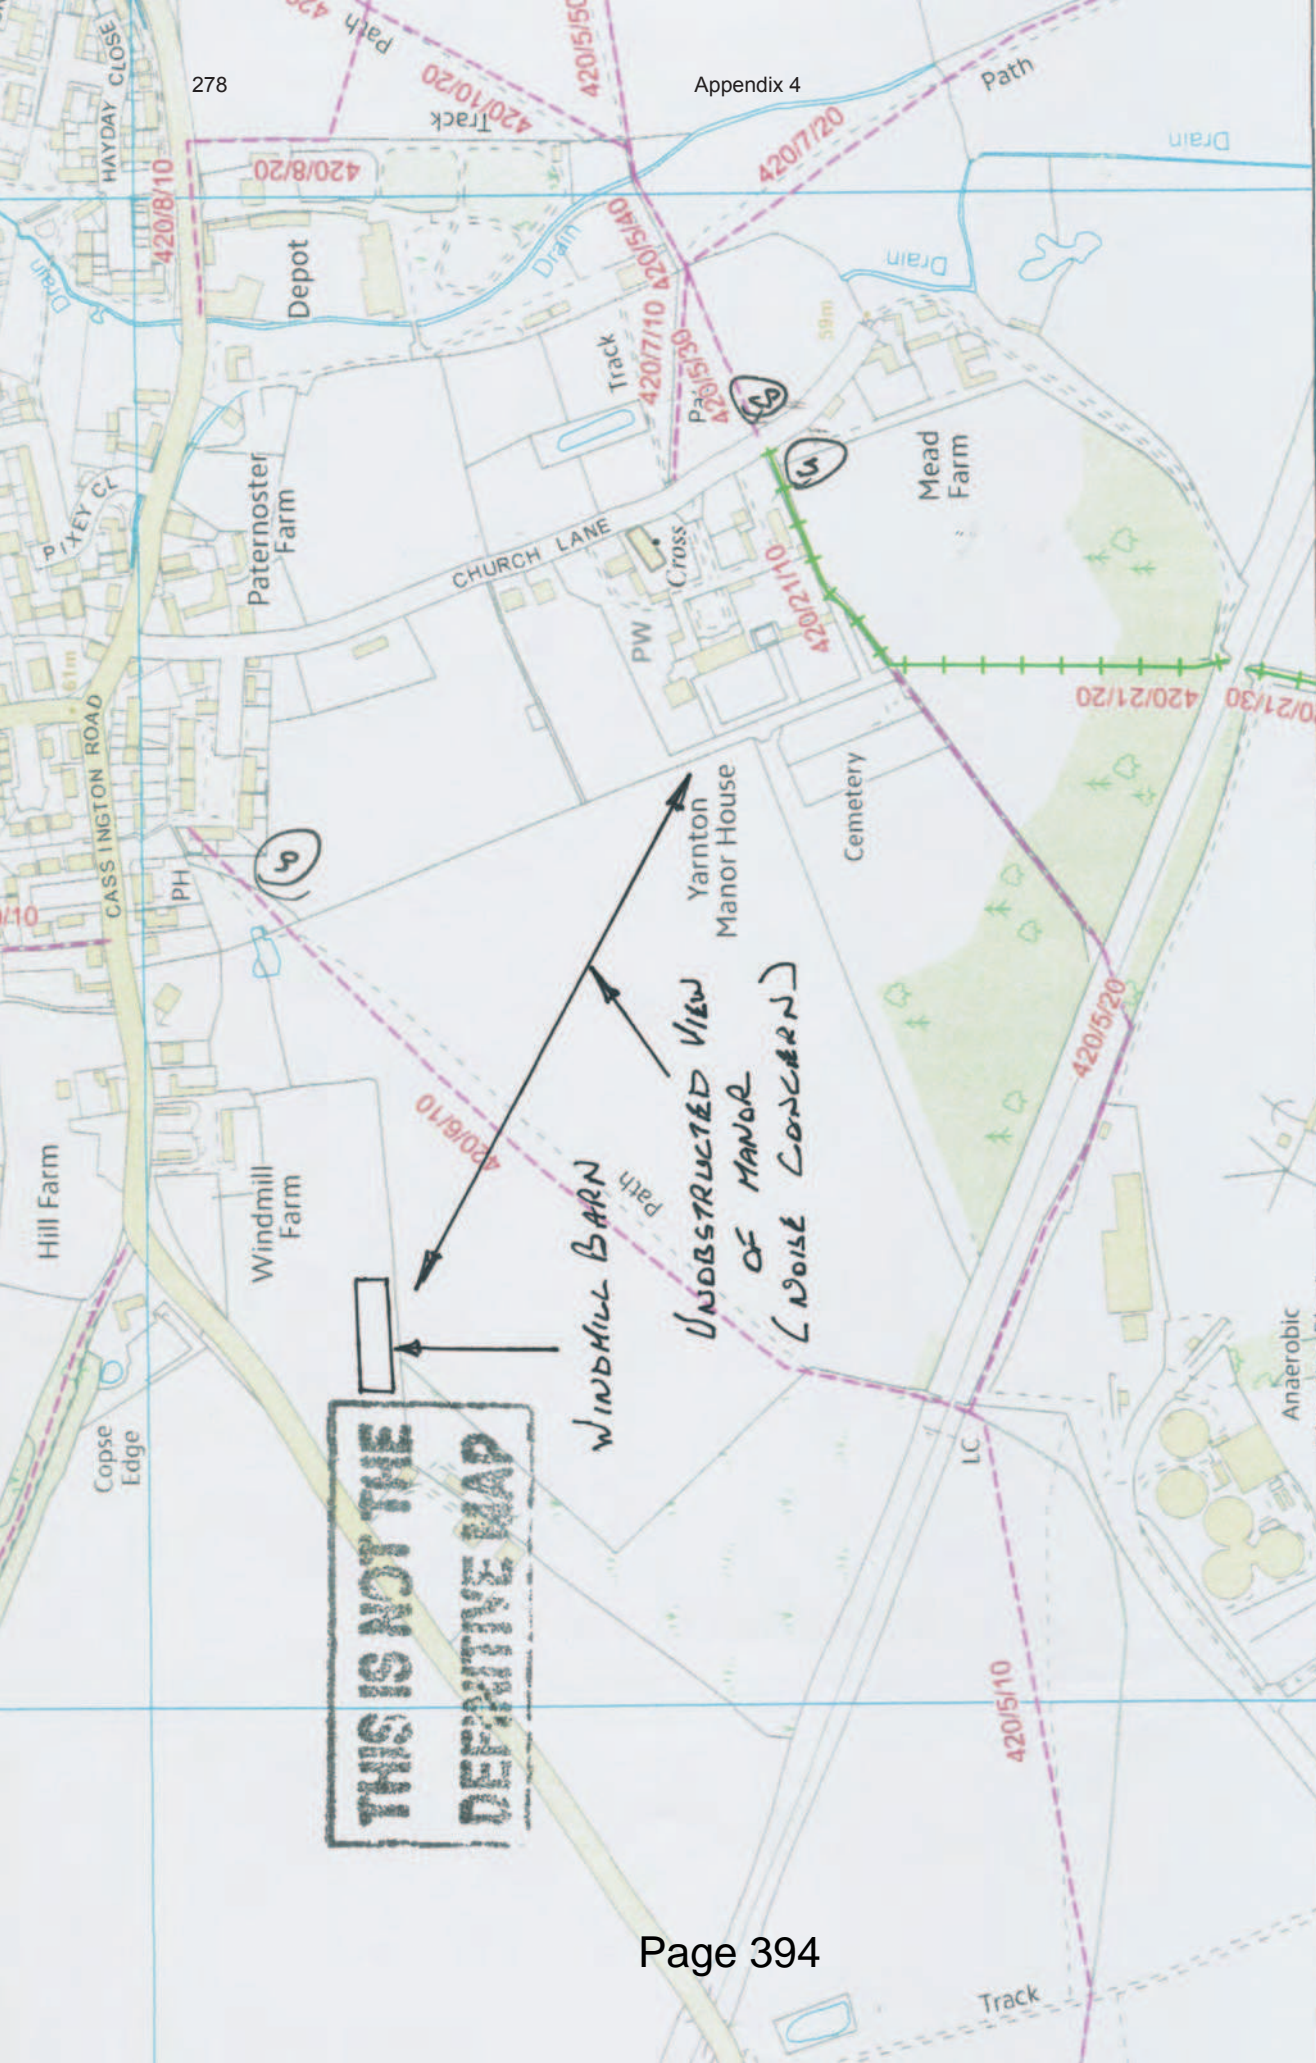 278
Appendix 4
HAYDAY CLOSE
Path
420/10/20
Track
420/5/50
Path
420/8/10
420/8/20
420/7/20
Drain
Drain
Depot
Drain
420/5/40
Drain
420/7/10
Track
420/5/30
59m
PIXEY CL
Paternoster
Farm
CHURCH LANE
Cross
PW
Mead
Farm
420/21/10
420/21/20
61m
CASSINGTON ROAD
PH
Yarnton
Manor House
Cemetery
420/5/20
Hill Farm
Windmill
Farm
420/6/10
Path
WINDMILL BARN
UNOBSTRUCTED VIEW
OF MANOR
(NOISE CONCERN)
Copse
Edge
THIS IS NOT THE
DEFINITIVE MAP
LC
Anaerobic
420/5/10
Track
Page 394